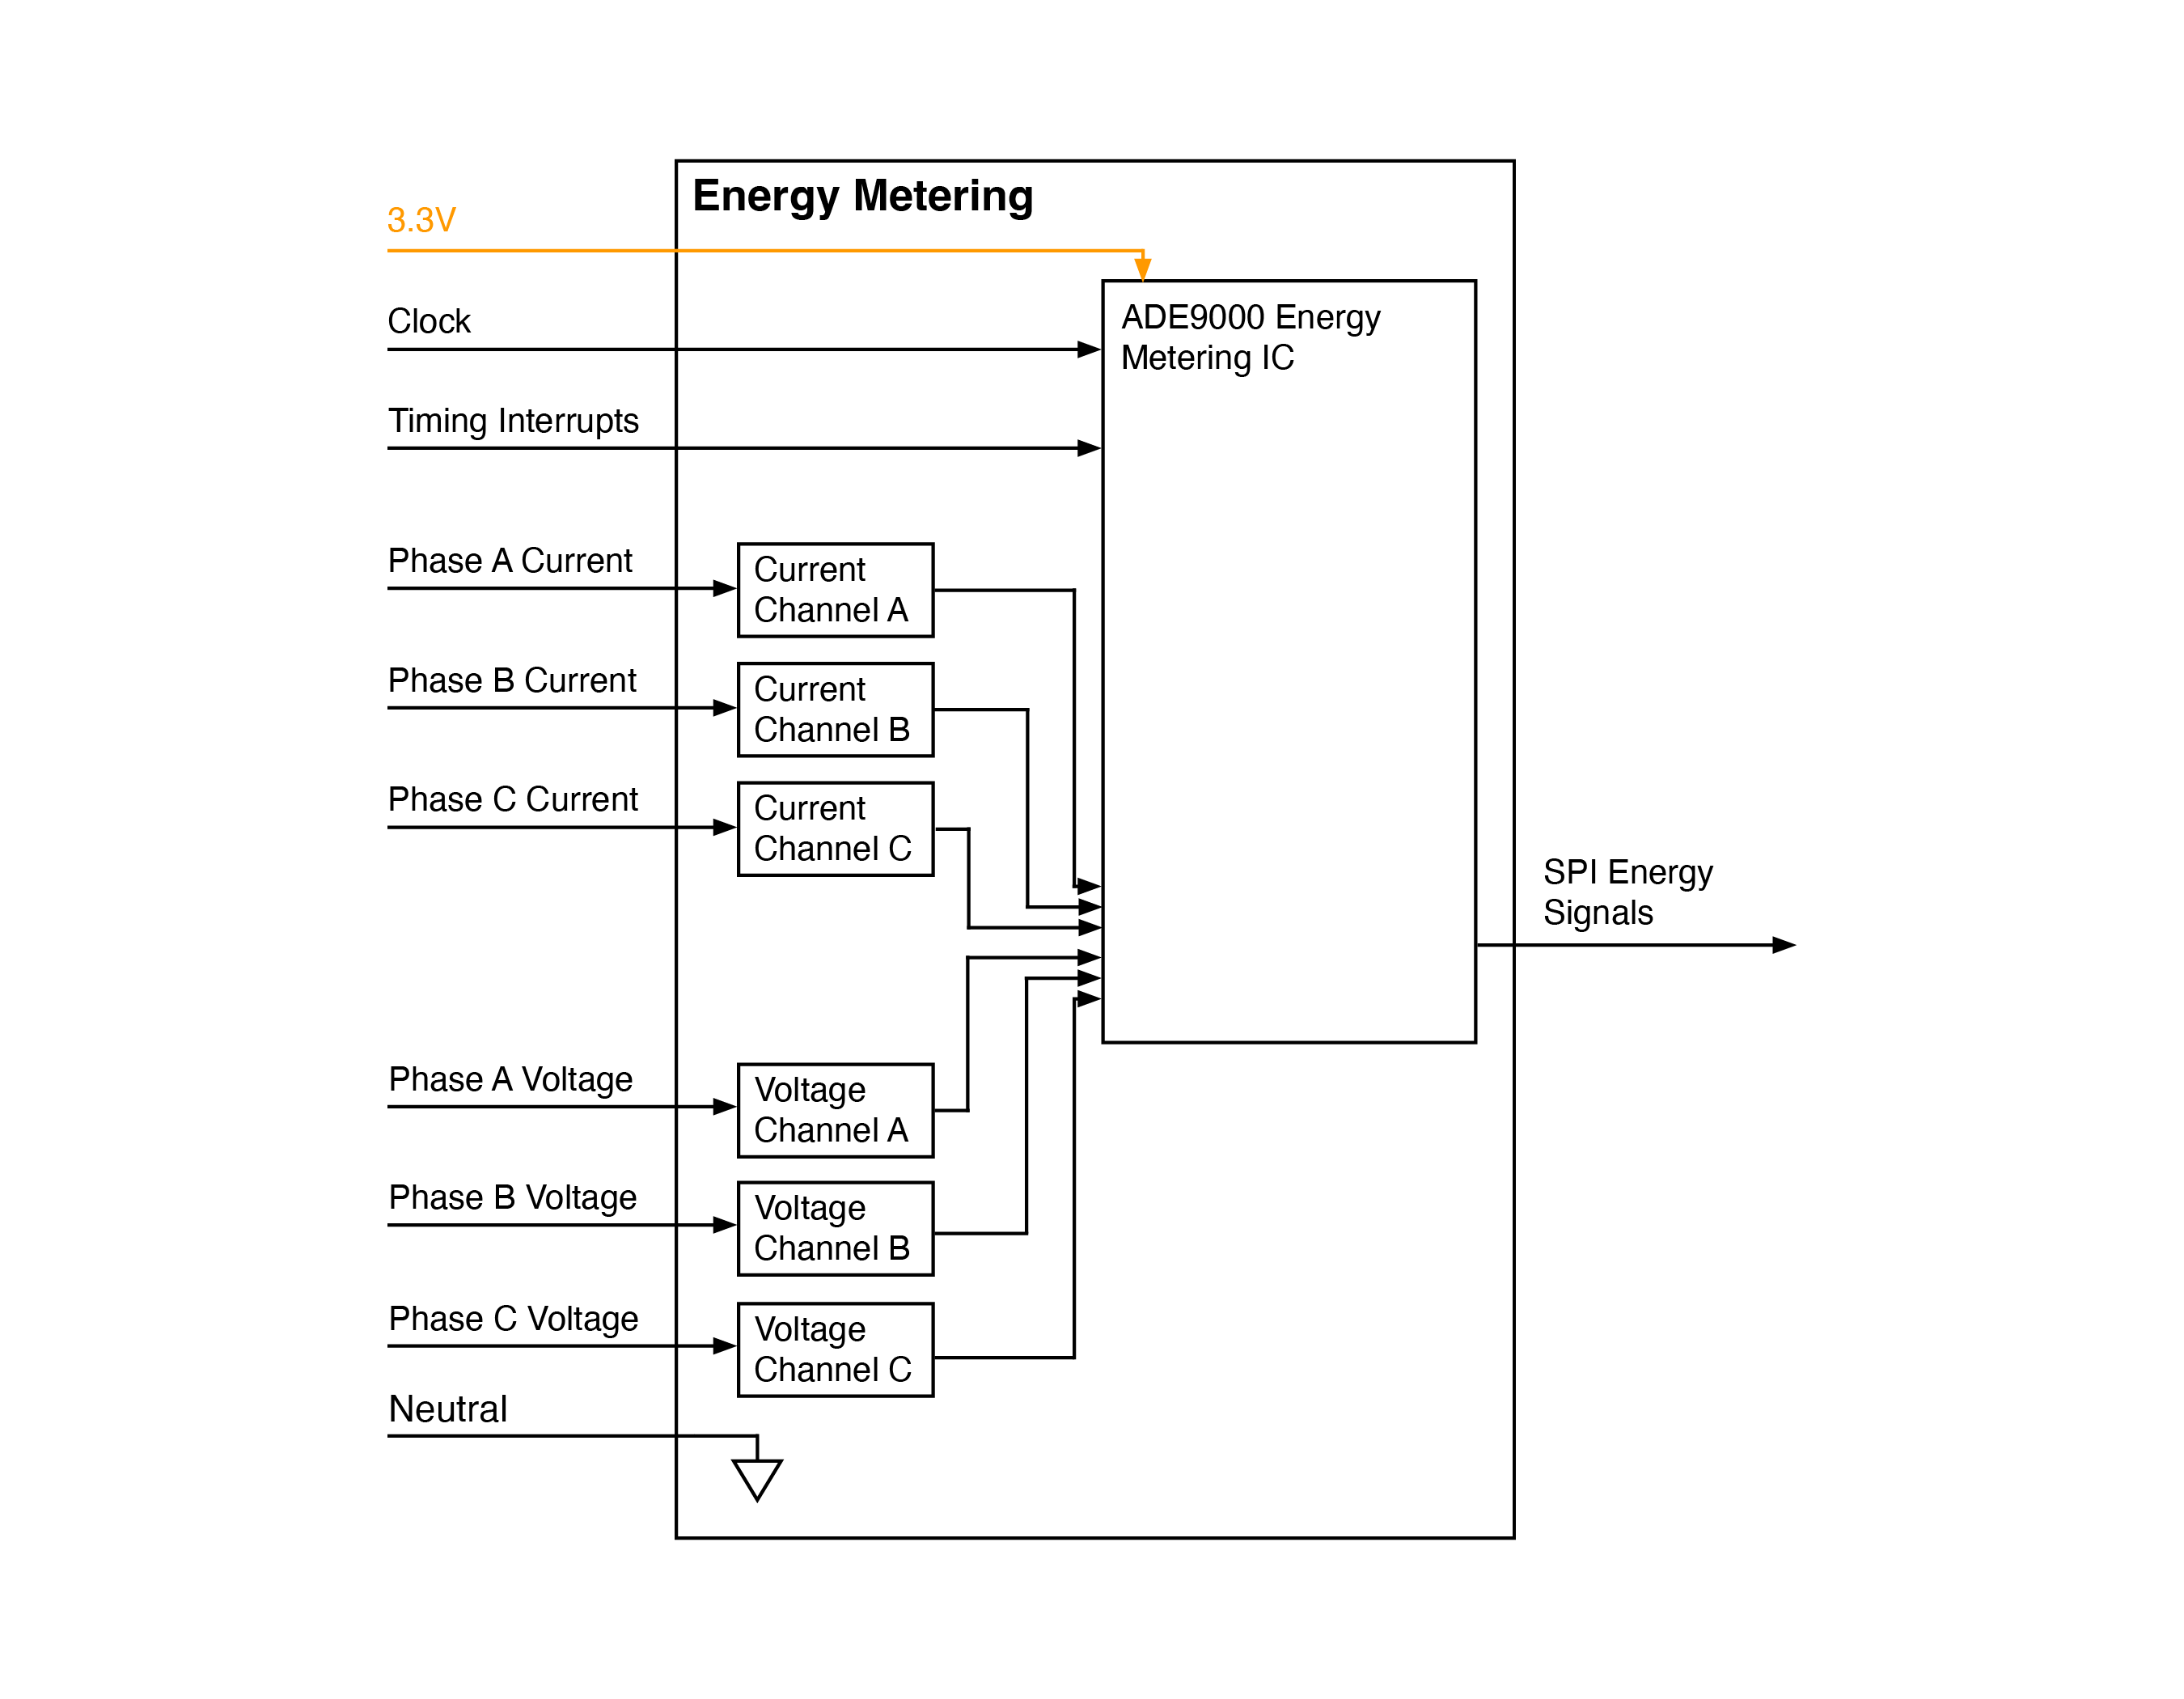 Energy Metering
3.3V
Clock
ADE9000 Energy
Metering IC
Timing Interrupts
Phase A Current
Current
Channel A
Phase B Current
Current
Channel B
Phase C Current
Current
Channel C
SPI Energy
Signals
Phase A Voltage
Voltage
Channel A
Phase B Voltage
Voltage
Channel B
Phase C Voltage
Voltage
Channel C
Neutral